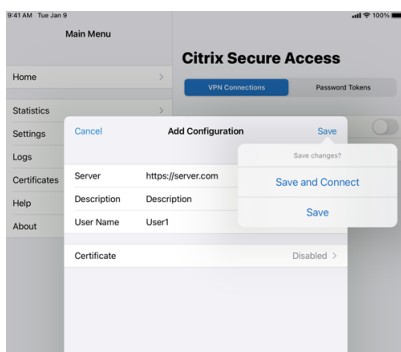 9:41 AM Tue Jan 9
100%
Main Menu
Citrix Secure Access
Home
VPN Connections
Password Tokens
Statistics
Settings
Logs
Certificates
Help
About
Cancel
Add Configuration
Save
Save changes?
Save and Connect
Save
Server https://server.com
Description Description
User Name User1
Certificate Disabled